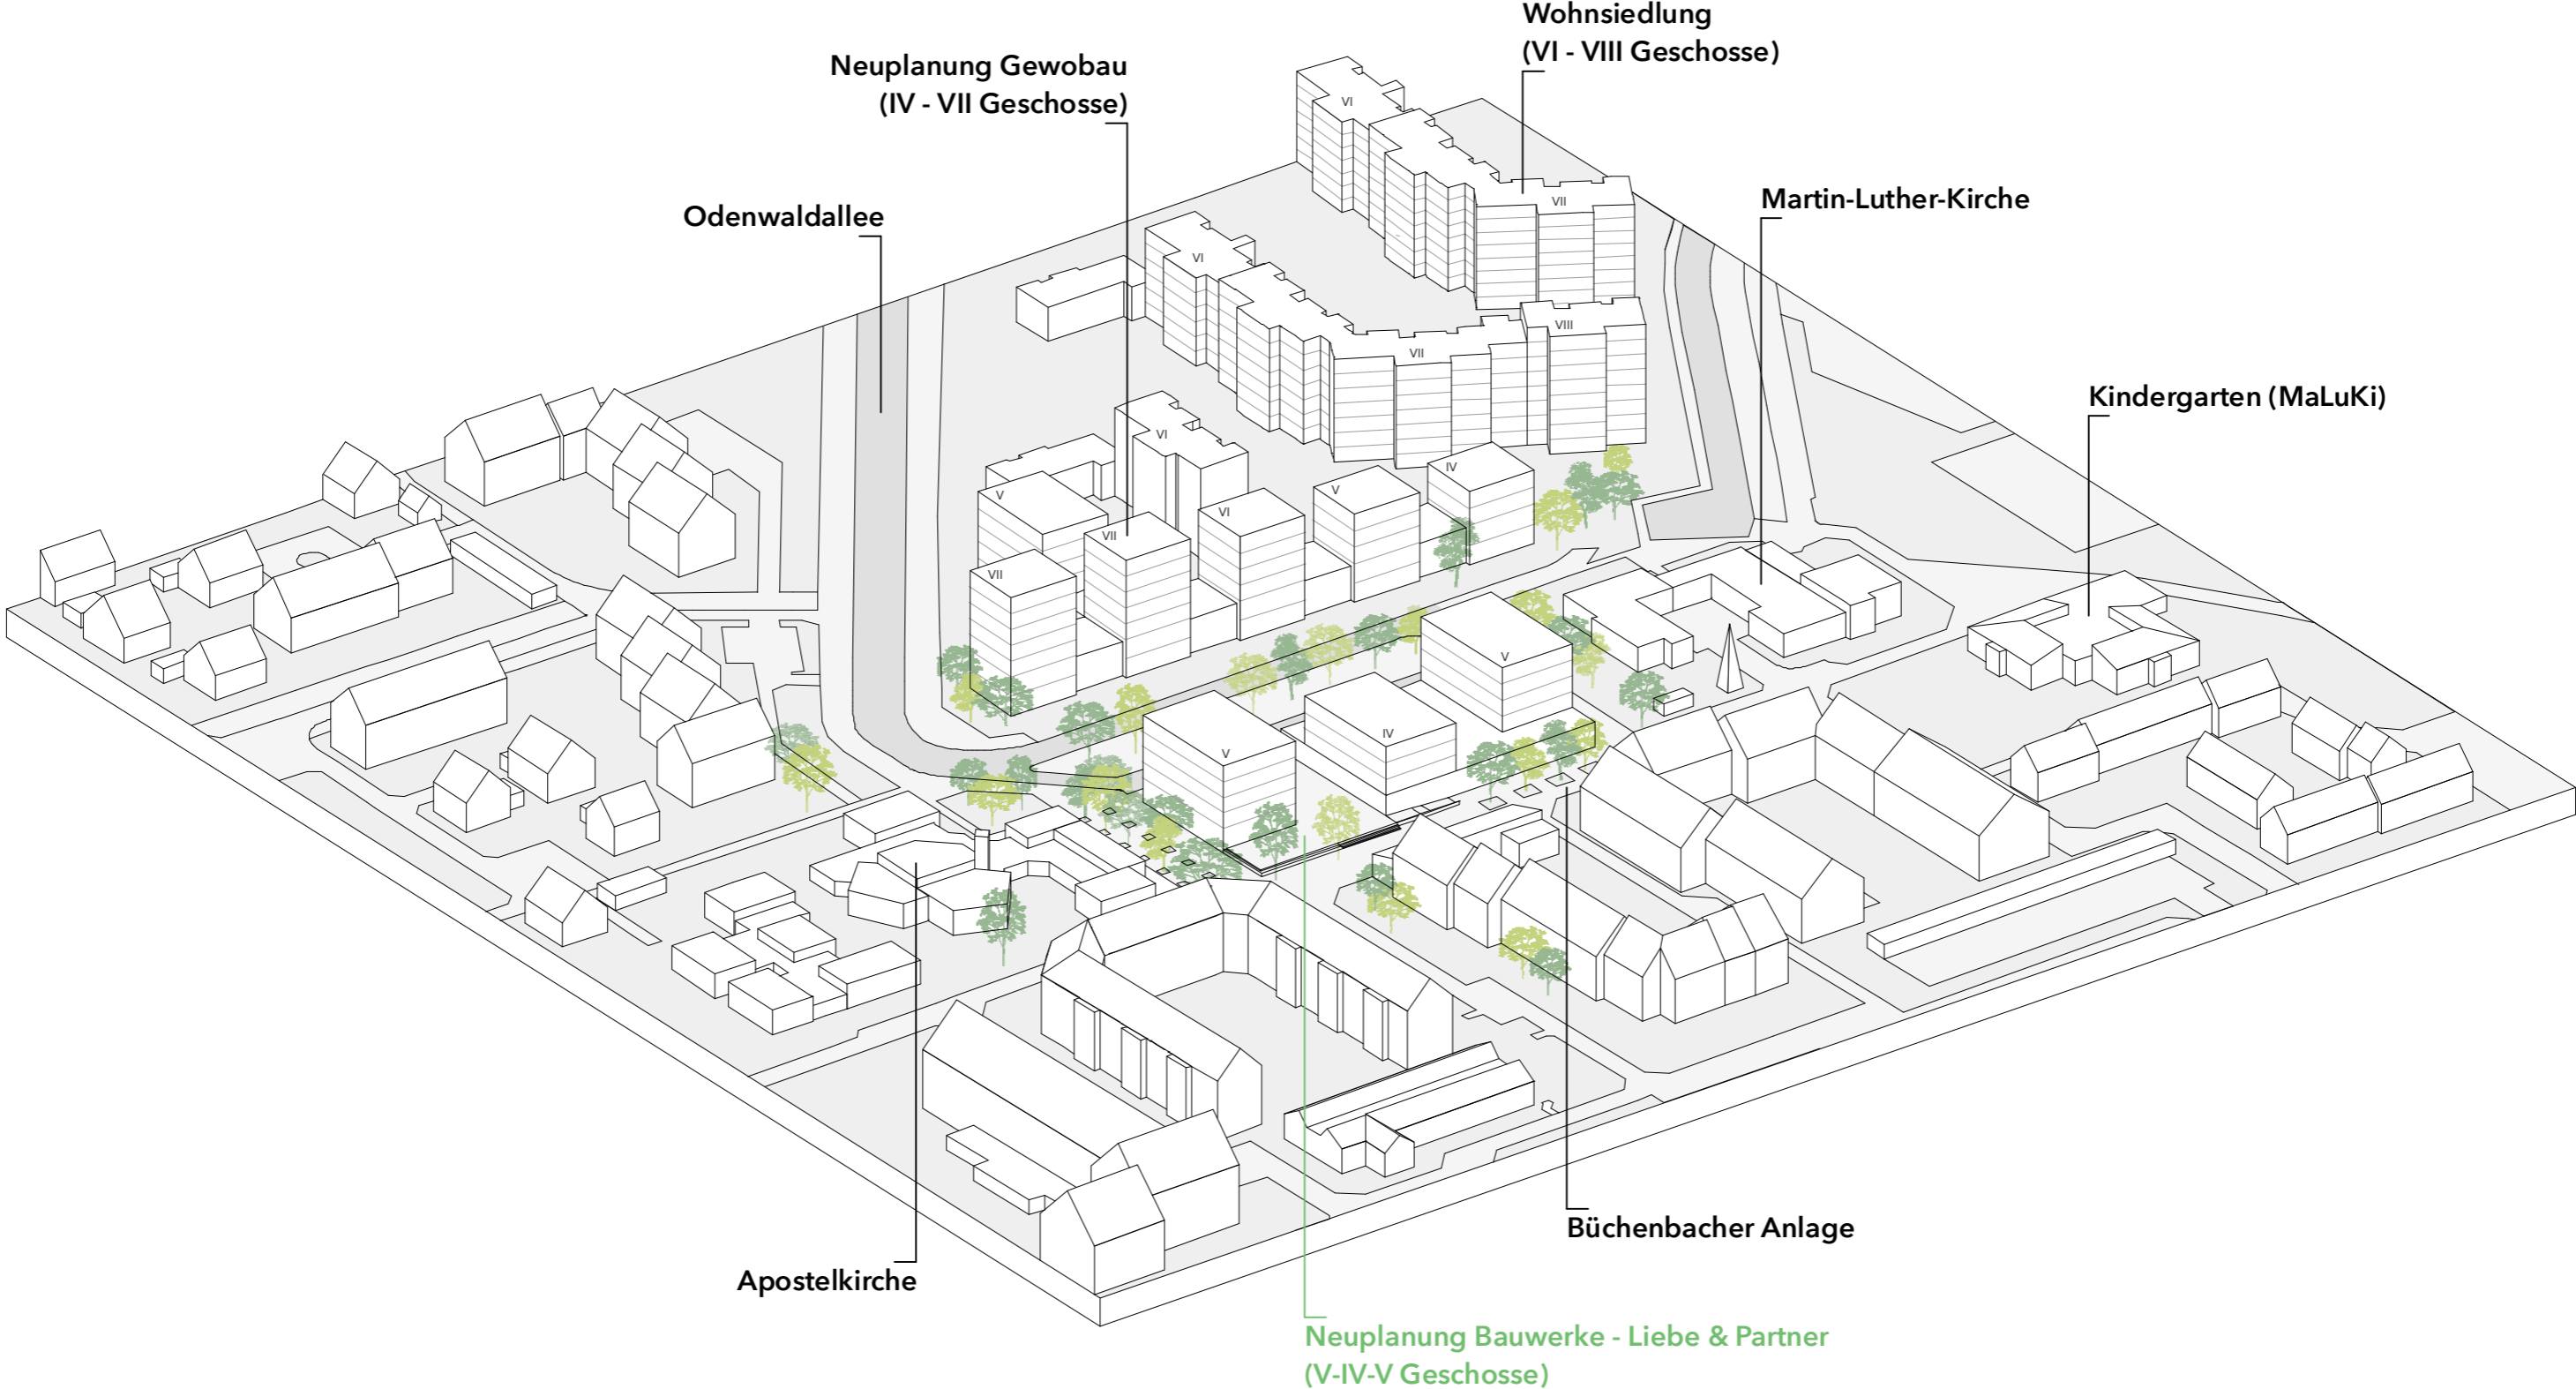 Wohnsiedlung
(VI - VIII Geschosse)
Neuplanung Gewobau
(IV - VII Geschosse)
Odenwaldallee
Martin-Luther-Kirche
Kindergarten (MaLuKi)
VI
VII
VI
VIII
VII
VI
IV
V
V
VI
VII
VII
V
IV
V
Büchenbacher Anlage
Apostelkirche
Neuplanung Bauwerke - Liebe & Partner
(V-IV-V Geschosse)